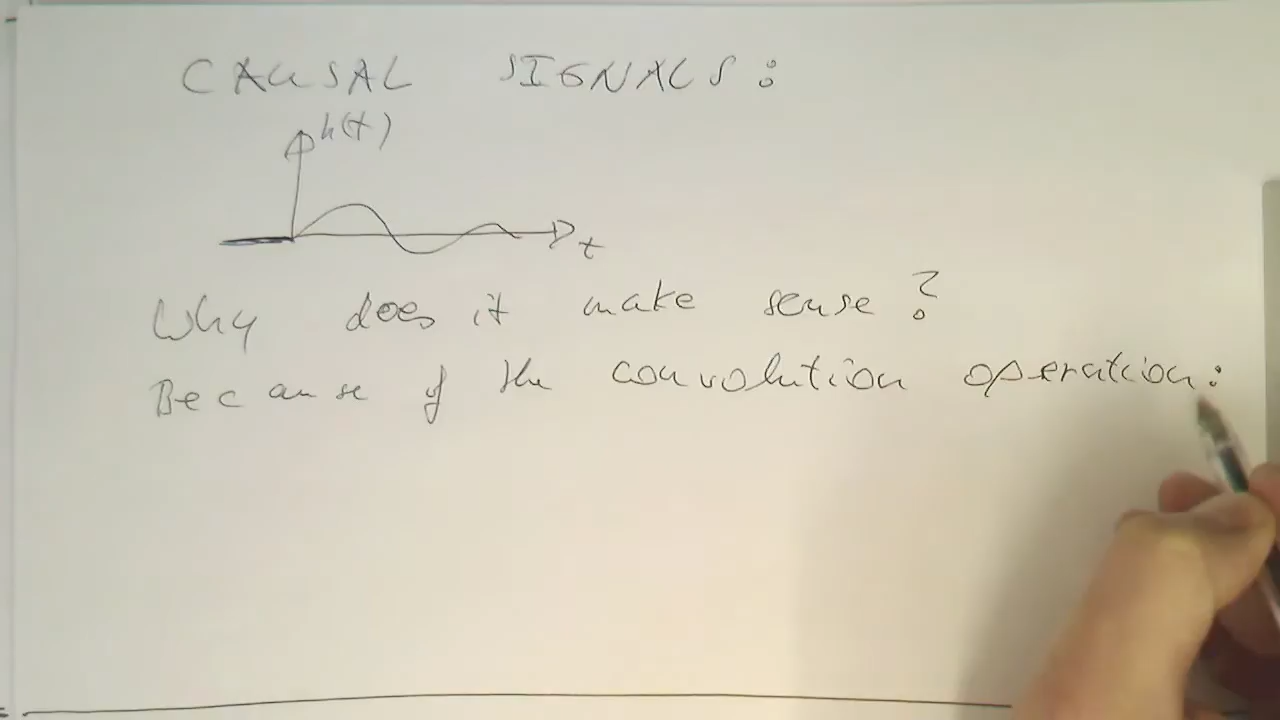 CAUSAL SIGNALS:
h(t)
t
Why does it make sense?
Because of the convolution operation: